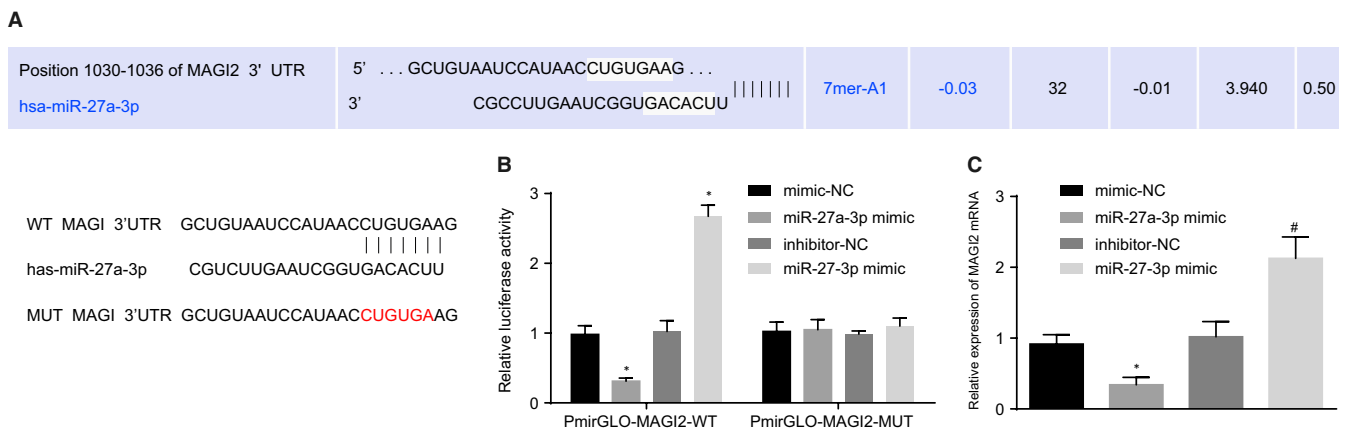 A
Position 1030-1036 of MAGI2 3' UTR 5' . . . GCUGUAAUCCAUAACCUGUGAAG . . .
hsa-miR-27a-3p 3' CGCCUUGAAUCGGUGACACUU 7mer-A1 -0.03 32 -0.01 3.940 0.50
WT MAGI 3'UTR GCUGUAAUCCAUAACCUGUGAAG
has-miR-27a-3p CGUCUUGAAUCGGUGACACUU
MUT MAGI 3'UTR GCUGUAAUCCAUAACCUGUGAAG
B
Relative luciferase activity
3
2
1
0
mimic-NC
miR-27a-3p mimic
inhibitor-NC
miR-27-3p mimic
*
*
PmirGLO-MAGI2-WT PmirGLO-MAGI2-MUT
C
Relative expression of MAGI2 mRNA
3
2
1
0
mimic-NC
miR-27a-3p mimic
inhibitor-NC
miR-27-3p mimic
*
#